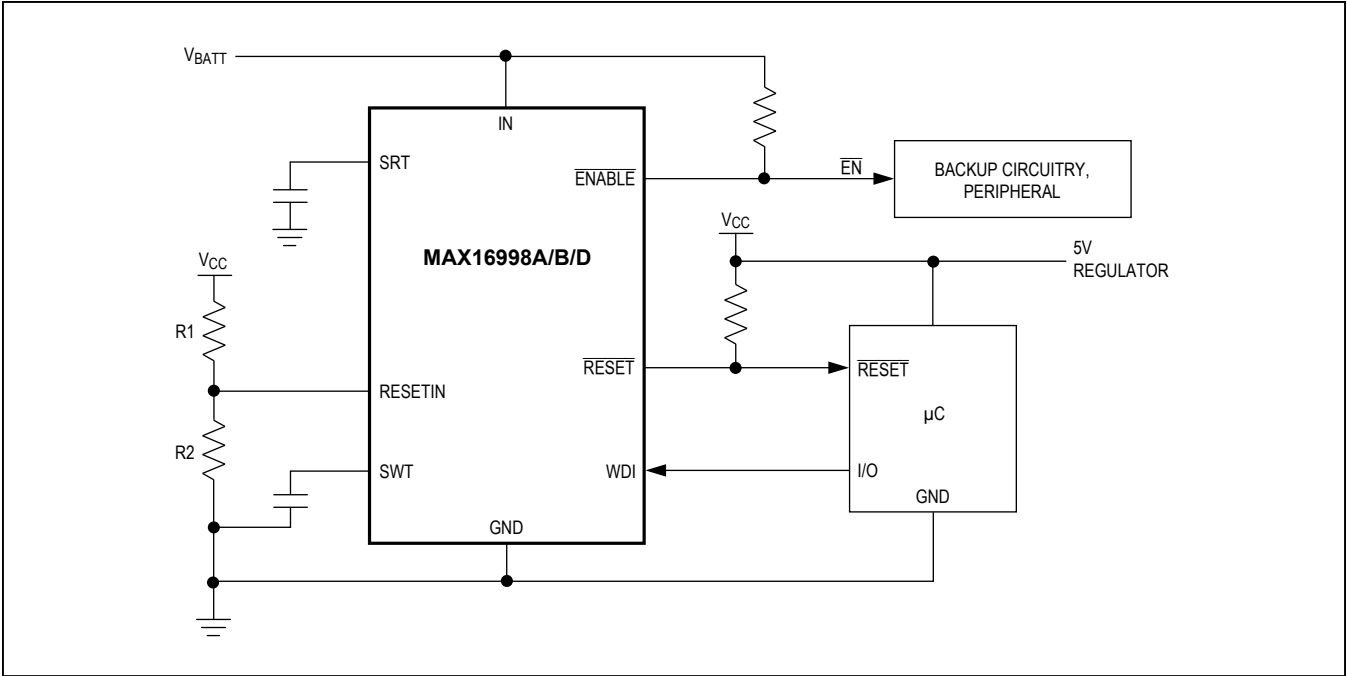 VBATT
IN
SRT
ENABLE
EN
BACKUP CIRCUITRY,
PERIPHERAL
VCC
MAX16998A/B/D
5V
REGULATOR
VCC
R1
RESET
RESET
RESETIN
µC
R2
SWT
WDI
I/O
GND
GND